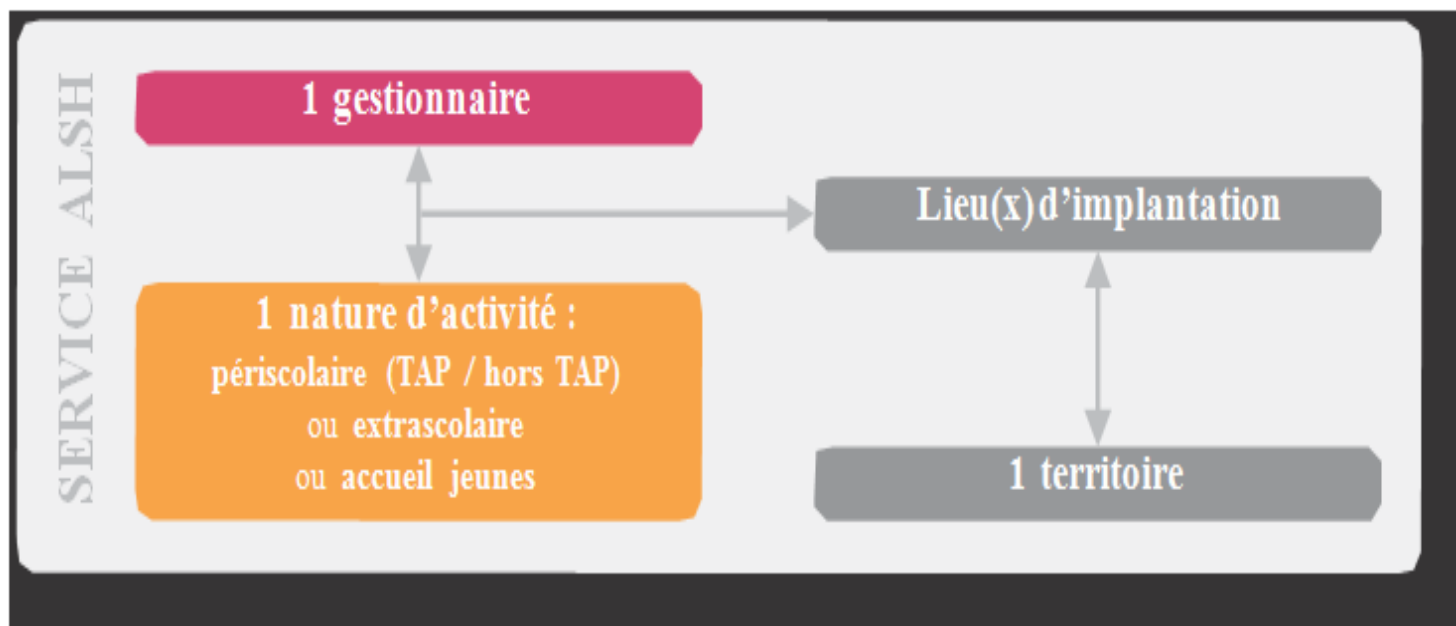 SERVICE ALSH
1 gestionnaire
Lieu(x) d’implantation
1 nature d’activité :
périscolaire (TAP / hors TAP)
ou extrascolaire
ou accueil jeunes
1 territoire